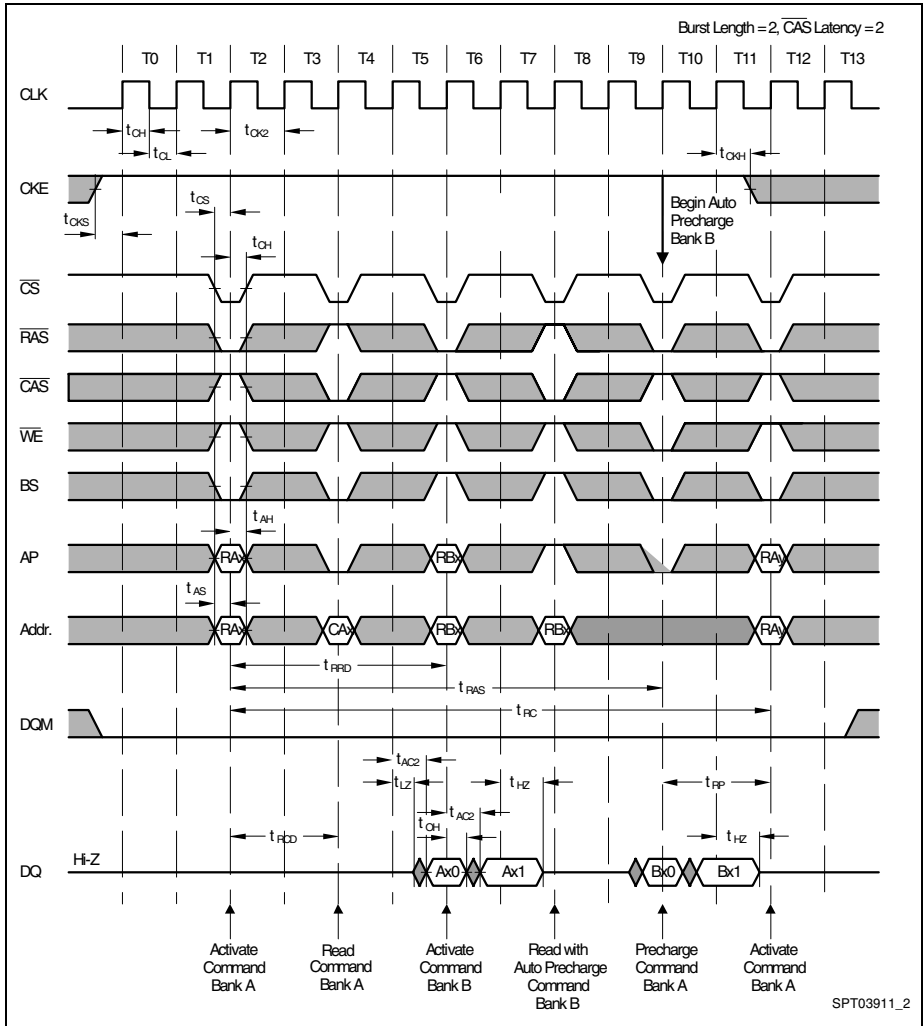 Burst Length = 2, CAS Latency = 2
T0 T1 T2 T3 T4 T5 T6 T7 T8 T9 T10 T11 T12 T13
CLK
tCH
tCK2
tCL
tCKH
CKE
tCS
Begin Auto
Precharge
Bank B
tCKS
tCH
CS
RAS
CAS
WE
BS
tAH
AP
RAx
RBx
RAy
tAS
Addr.
RAx
CAx
RBx
RBx
RAy
tRRD
tRAS
tRC
DQM
tAC2
tLZ
tHZ
tRP
tAC2
tOH
tRCD
tHZ
Hi-Z
DQ
Ax0
Ax1
Bx0
Bx1
Activate
Command
Bank A
Read
Command
Bank A
Activate
Command
Bank B
Read with
Auto Precharge
Command
Bank B
Precharge
Command
Bank A
Activate
Command
Bank A
SPT03911_2